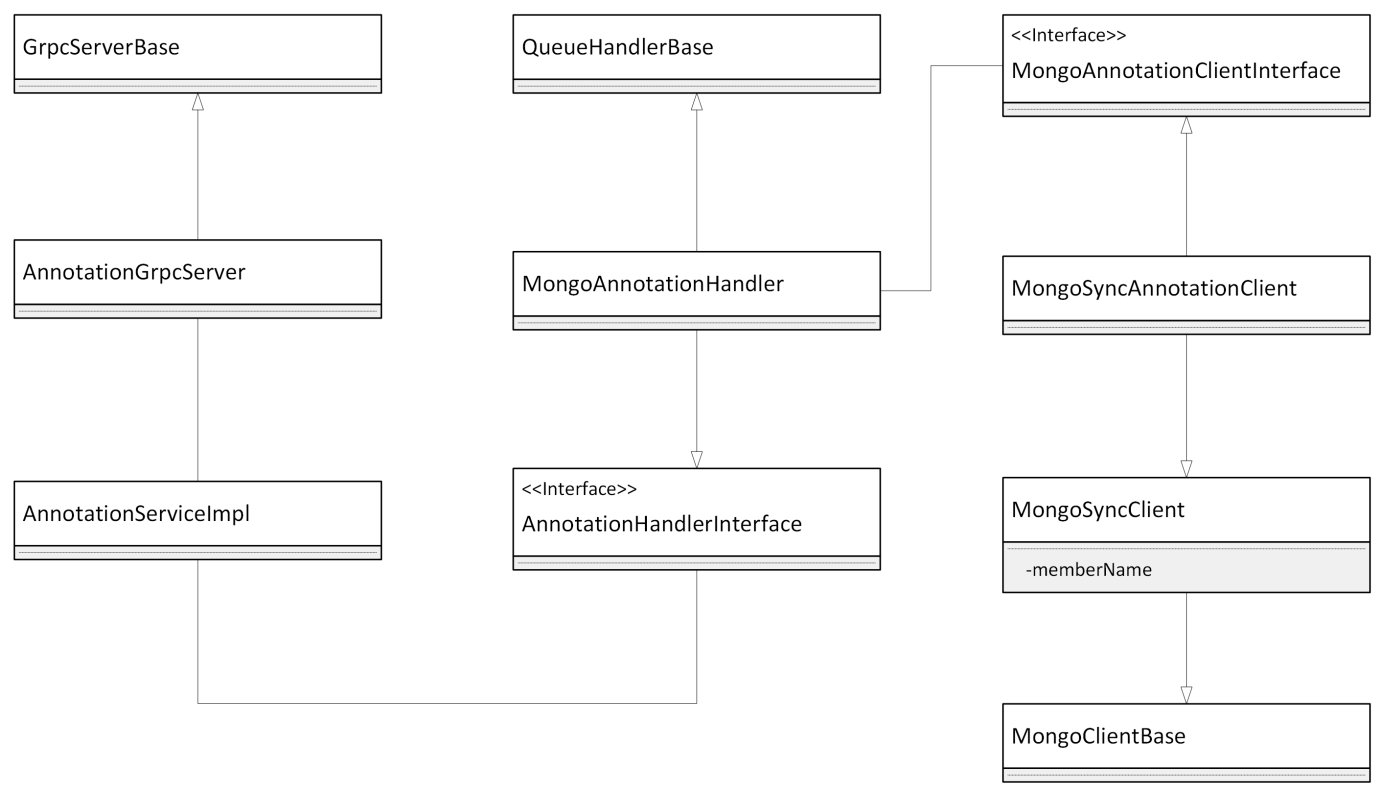 GrpcServerBase
QueueHandlerBase
<<Interface>>
MongoAnnotationClientInterface
AnnotationGrpcServer
MongoAnnotationHandler
MongoSyncAnnotationClient
AnnotationServiceImpl
<<Interface>>
AnnotationHandlerInterface
MongoSyncClient
-memberName
MongoClientBase